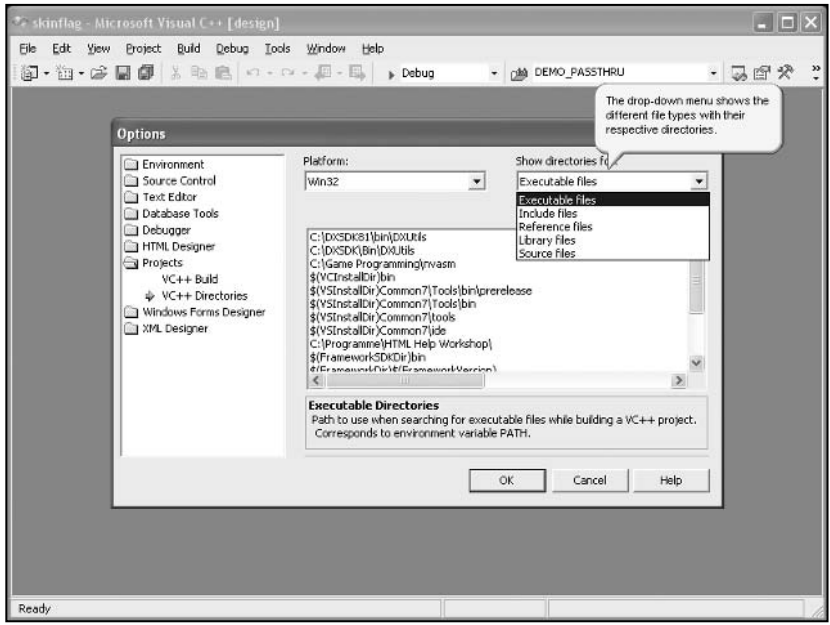 skinflag - Microsoft Visual C++ [design]
File Edit View Project Build Debug Tools Window Help
Debug DEMO_PASSTHRU
The drop-down menu shows the
different file types with their
respective directories.
Options
Environment
Source Control
Text Editor
Database Tools
Debugger
HTML Designer
Projects
VC++ Build
VC++ Directories
Windows Forms Designer
XML Designer
Platform:
Win32
Show directories fo
Executable files
Executable files
Include files
Reference files
Library files
Source files
C:\DXSDK81\bin\DXUtils
C:\DXSDK\Bin\DXUtils
C:\Game Programming\nvasm
$(VCInstallDir)bin
$(VSInstallDir)Common7\Tools\bin\prerelease
$(VSInstallDir)Common7\Tools\bin
$(VSInstallDir)Common7\tools
$(VSInstallDir)Common7\ide
C:\Programme\HTML Help Workshop\
$(FrameworkSDKDir)bin
$(FrameworkDir)$(FrameworkVersion)
Executable Directories
Path to use when searching for executable files while building a VC++ project.
Corresponds to environment variable PATH.
OK Cancel Help
Ready